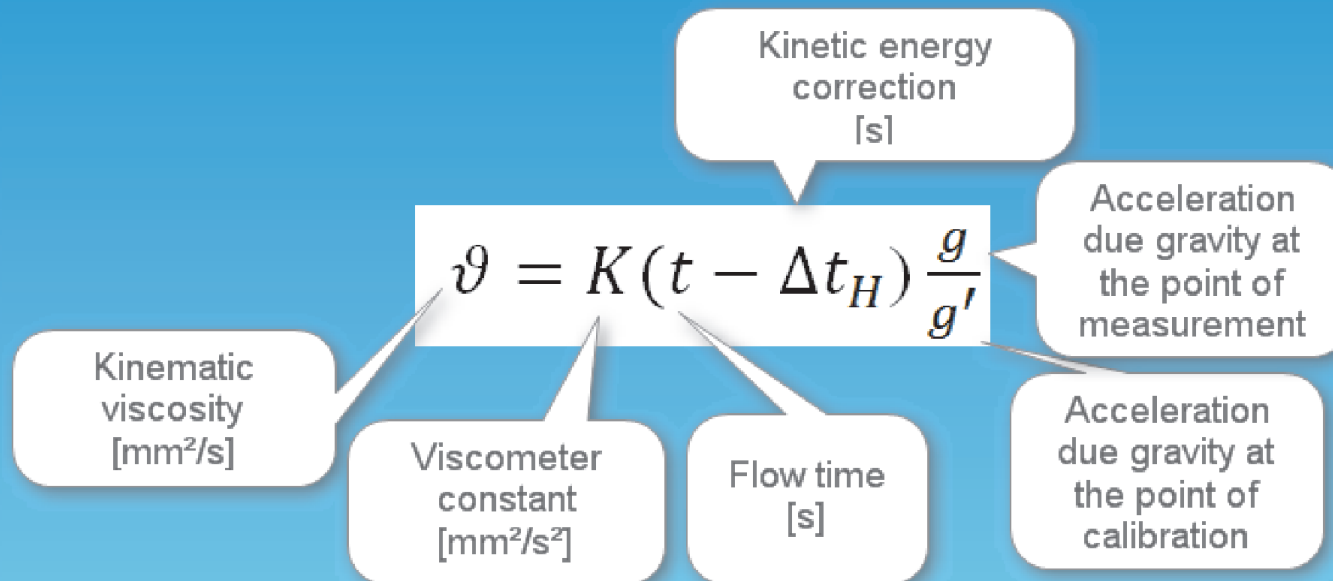 Kinetic energy
correction
[s]
Acceleration
due gravity at
the point of
measurement
ϑ = K(t − Δt_H) g/g'
Kinematic
viscosity
[mm²/s]
Viscometer
constant
[mm²/s²]
Flow time
[s]
Acceleration
due gravity at
the point of
calibration